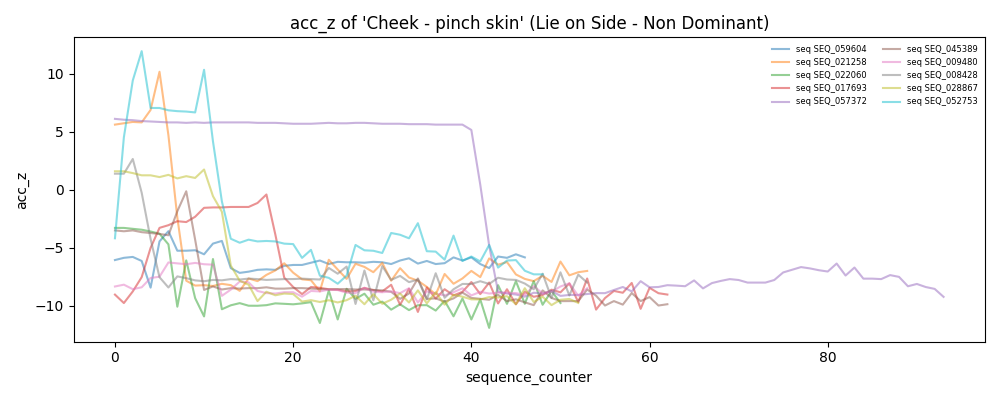 acc_z of 'Cheek - pinch skin' (Lie on Side - Non Dominant)
seq SEQ_059604
seq SEQ_021258
seq SEQ_022060
seq SEQ_017693
seq SEQ_057372
seq SEQ_045389
seq SEQ_009480
seq SEQ_008428
seq SEQ_028867
seq SEQ_052753
acc_z
10
5
0
−5
−10
0 20 40 60 80
sequence_counter